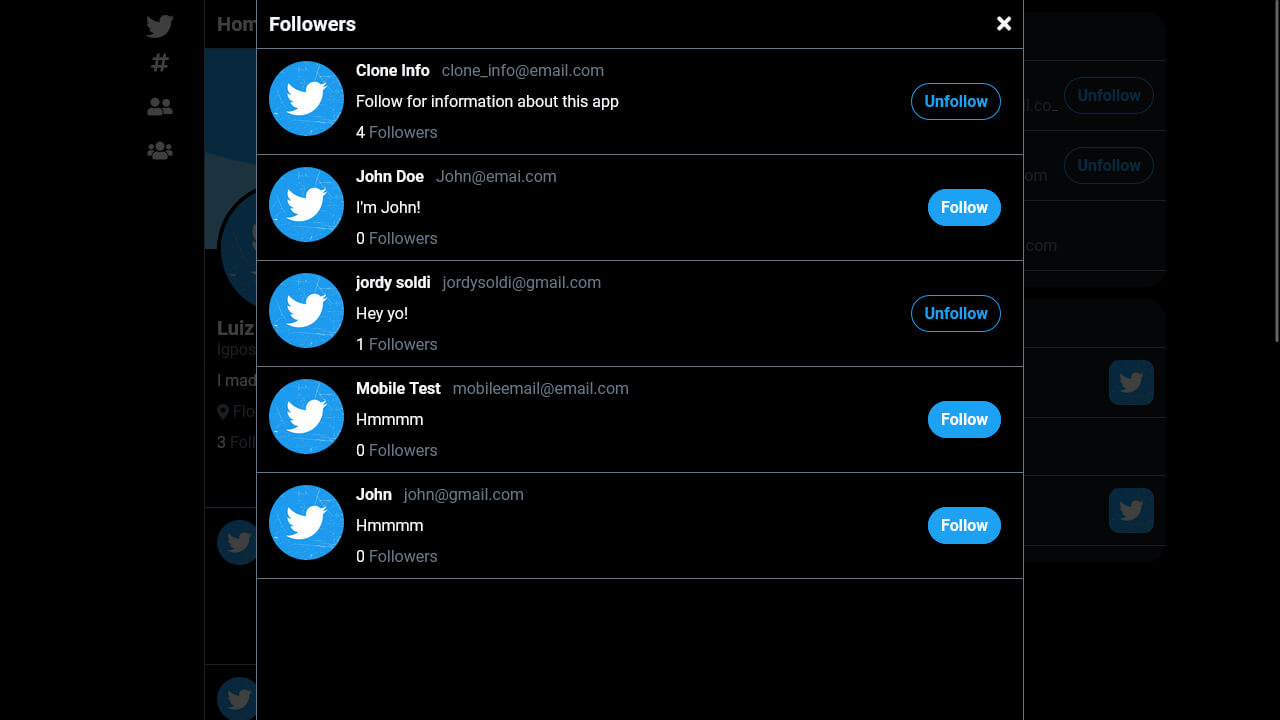 Hom
Followers
Clone Info clone_info@email.com
Follow for information about this app
4 Followers
Unfollow
John Doe John@emai.com
I'm John!
0 Followers
Follow
jordy soldi jordysoldi@gmail.com
Hey yo!
1 Followers
Unfollow
Mobile Test mobileemail@email.com
Hmmmm
0 Followers
Follow
John john@gmail.com
Hmmmm
0 Followers
Follow
Luiz
lgpos
I mad
Flo
3 Foll
l.co_
Unfollow
om
Unfollow
.com